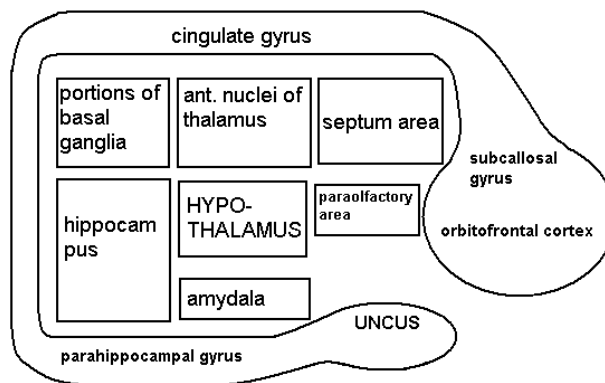 cingulate gyrus
portions of
basal
ganglia
ant. nuclei of
thalamus
septum area
subcallosal
gyrus
hippocam
pus
HYPO-
THALAMUS
paraolfactory
area
orbitofrontal cortex
amydala
UNCUS
parahippocampal gyrus